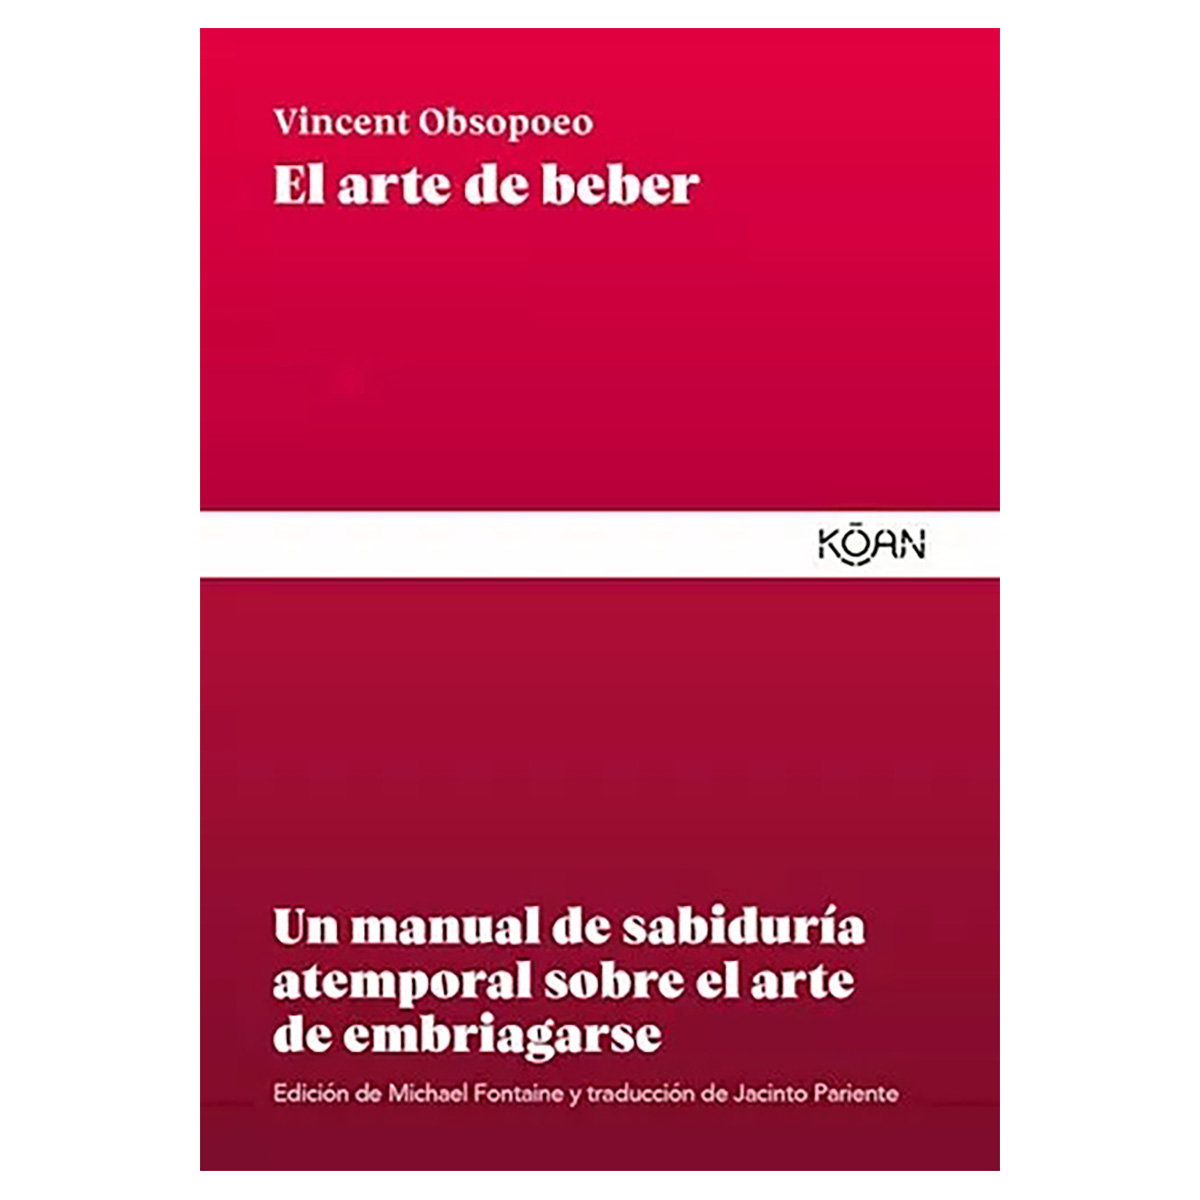 Vincent Obsopoeo
El arte de beber
KŌAN
Un manual de sabiduría
atemporal sobre el arte
de embriagarse
Edición de Michael Fontaine y traducción de Jacinto Pariente